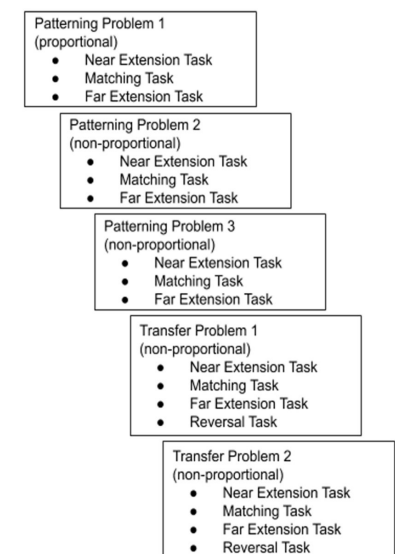 Patterning Problem 1
(proportional)
● Near Extension Task
● Matching Task
● Far Extension Task
Patterning Problem 2
(non-proportional)
● Near Extension Task
● Matching Task
● Far Extension Task
Patterning Problem 3
(non-proportional)
● Near Extension Task
● Matching Task
● Far Extension Task
Transfer Problem 1
(non-proportional)
● Near Extension Task
● Matching Task
● Far Extension Task
● Reversal Task
Transfer Problem 2
(non-proportional)
● Near Extension Task
● Matching Task
● Far Extension Task
● Reversal Task